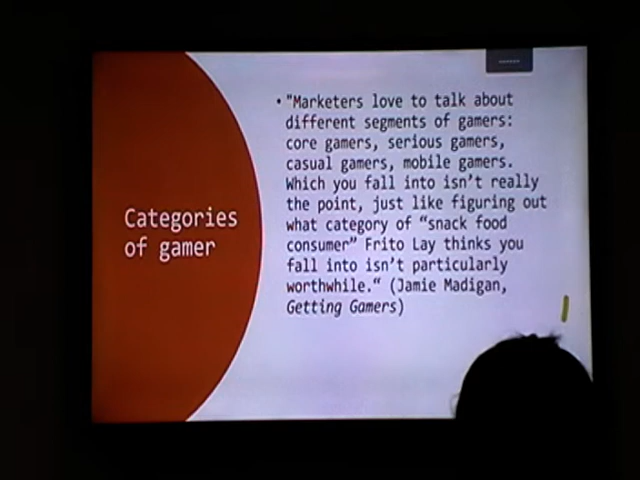 Categories
of gamer
• "Marketers love to talk about
different segments of gamers:
core gamers, serious gamers,
casual gamers, mobile gamers.
Which you fall into isn't really
the point, just like figuring out
what category of “snack food
consumer” Frito Lay thinks you
fall into isn't particularly
worthwhile.“ (Jamie Madigan,
Getting Gamers)